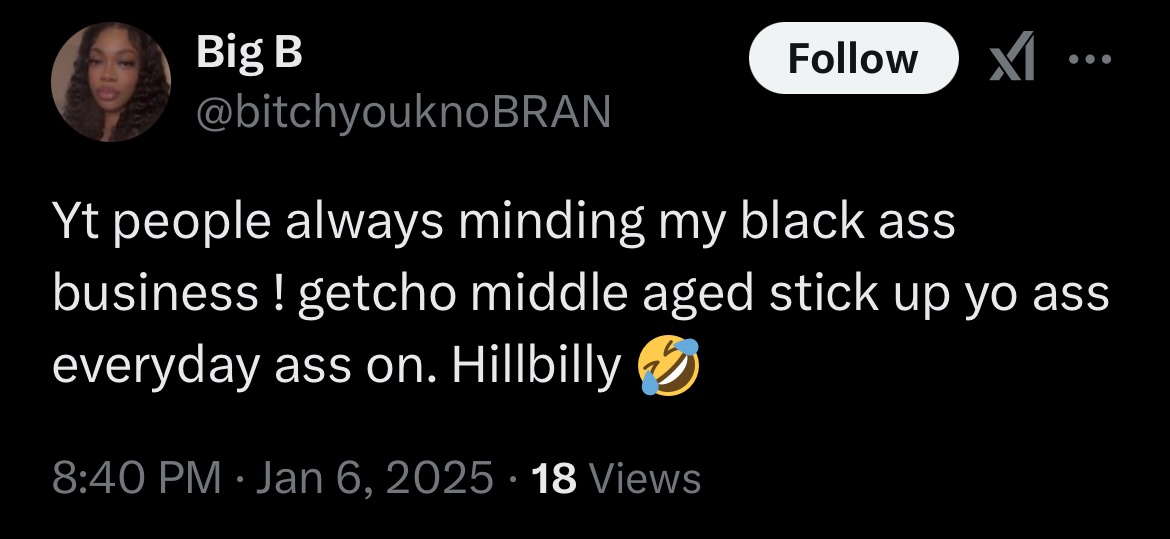 Big B
Follow
@bitchyouknoBRAN
Yt people always minding my black ass
business ! getcho middle aged stick up yo ass
everyday ass on. Hillbilly 🤣
8:40 PM · Jan 6, 2025 · 18 Views